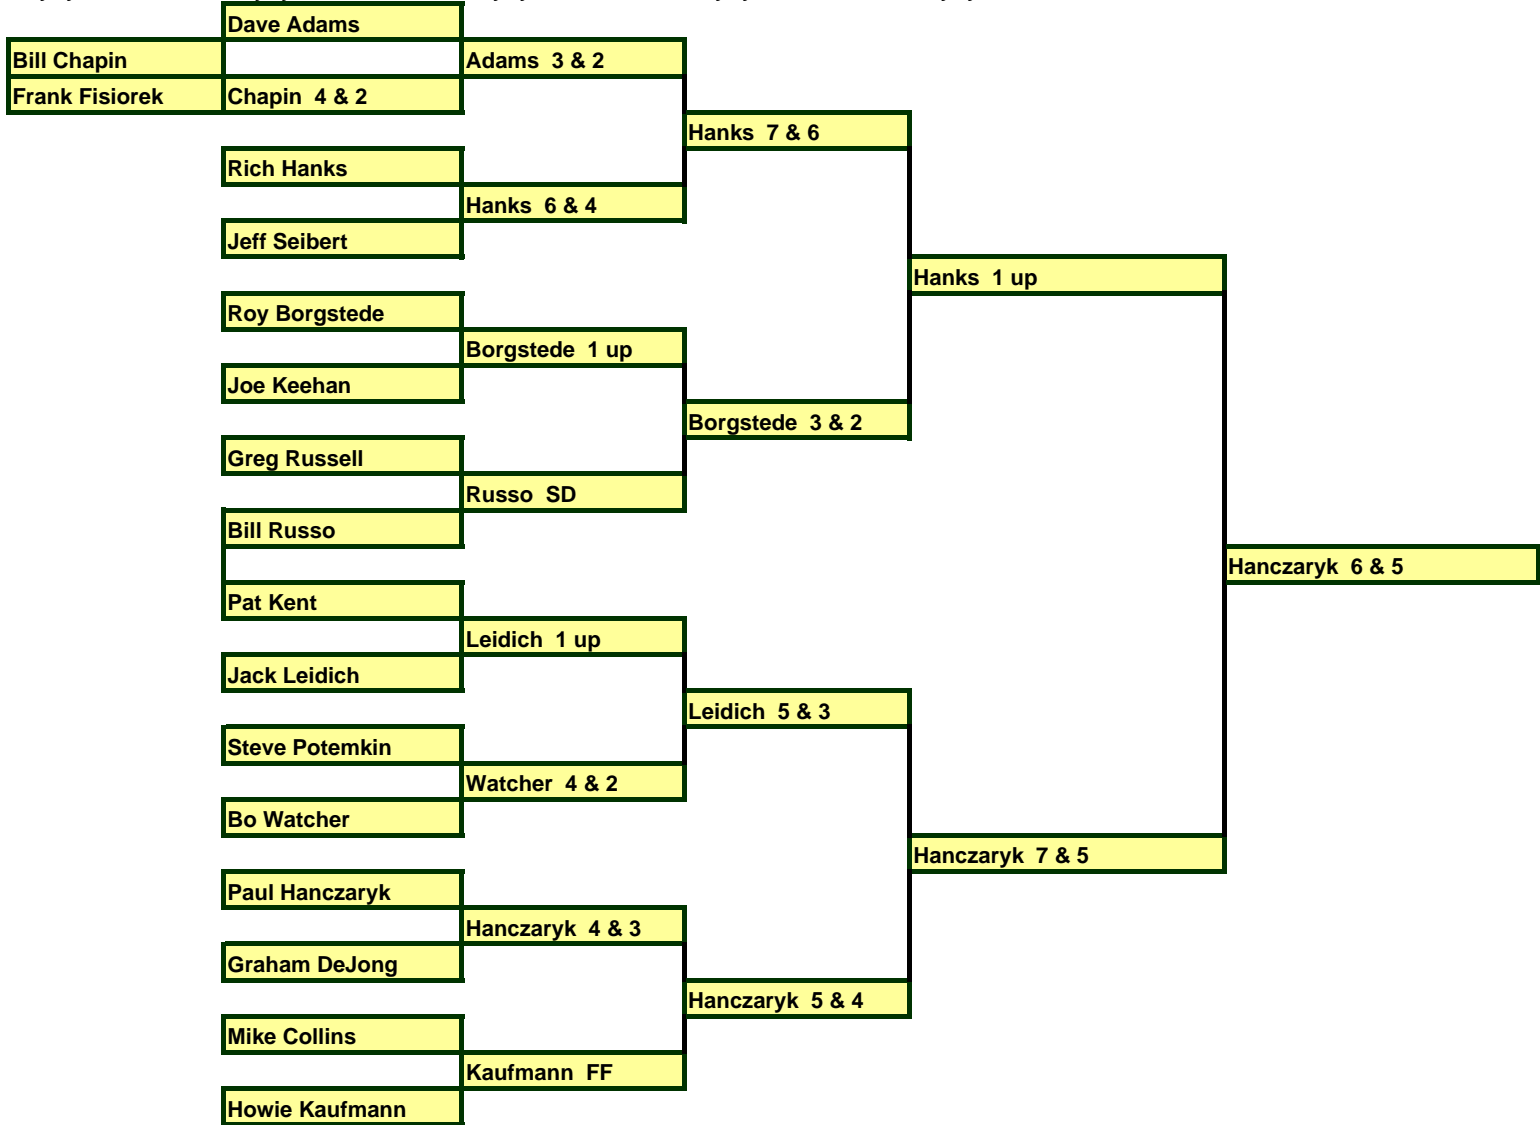 Dave Adams
Bill Chapin
Adams 3 & 2
Frank Fisiorek
Chapin 4 & 2
Hanks 7 & 6
Rich Hanks
Hanks 6 & 4
Jeff Seibert
Hanks 1 up
Roy Borgstede
Borgstede 1 up
Joe Keehan
Borgstede 3 & 2
Greg Russell
Russo SD
Bill Russo
Hanczaryk 6 & 5
Pat Kent
Leidich 1 up
Jack Leidich
Leidich 5 & 3
Steve Potemkin
Watcher 4 & 2
Bo Watcher
Hanczaryk 7 & 5
Paul Hanczaryk
Hanczaryk 4 & 3
Graham DeJong
Hanczaryk 5 & 4
Mike Collins
Kaufmann FF
Howie Kaufmann